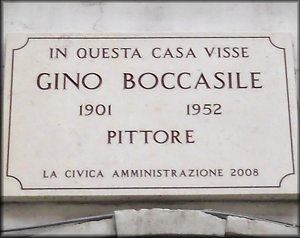 IN QUESTA CASA VISSE
GINO BOCCASILE
1901 1952
PITTORE
LA CIVICA AMMINISTRAZIONE 2008